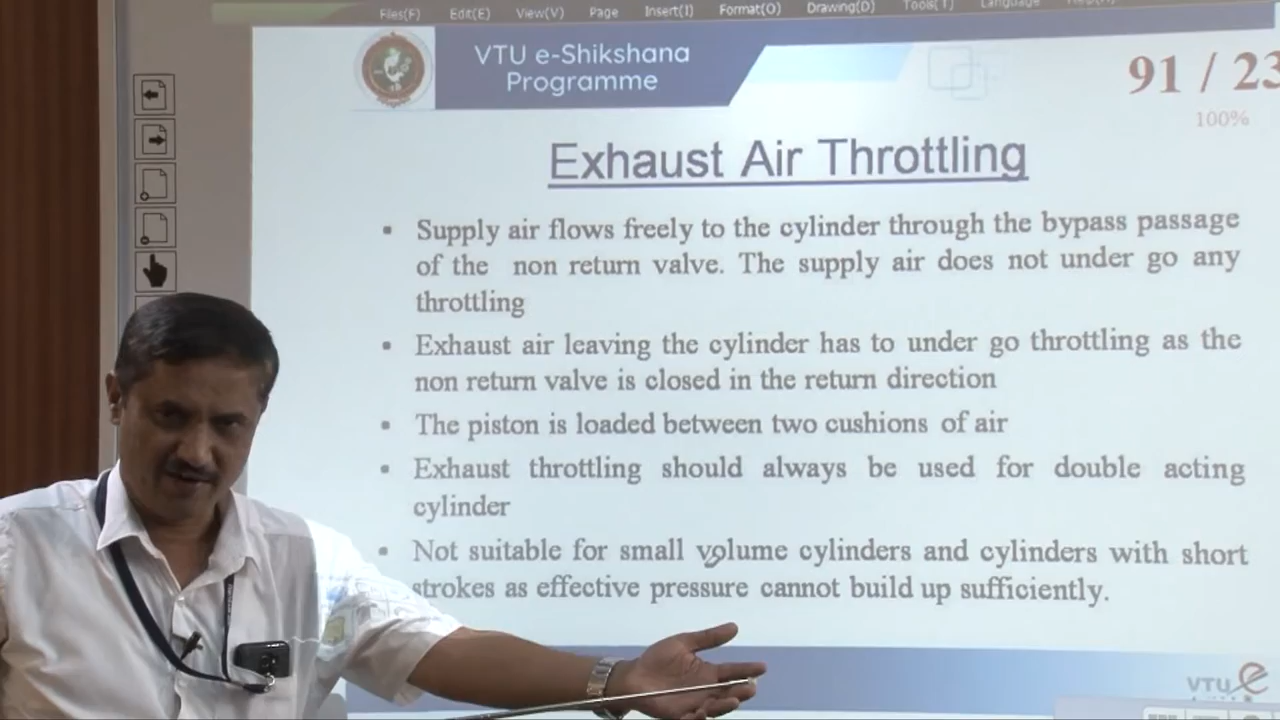 Files(F) Edit(E) View(V) Page Insert(I) Format(O) Drawing(D) Tools(T) Language
VTU e-Shikshana
Programme
91 / 23
100%
Exhaust Air Throttling
• Supply air flows freely to the cylinder through the bypass passage
of the non return valve. The supply air does not under go any
throttling
• Exhaust air leaving the cylinder has to under go throttling as the
non return valve is closed in the return direction
• The piston is loaded between two cushions of air
• Exhaust throttling should always be used for double acting
cylinder
• Not suitable for small volume cylinders and cylinders with short
strokes as effective pressure cannot build up sufficiently.
VTU e